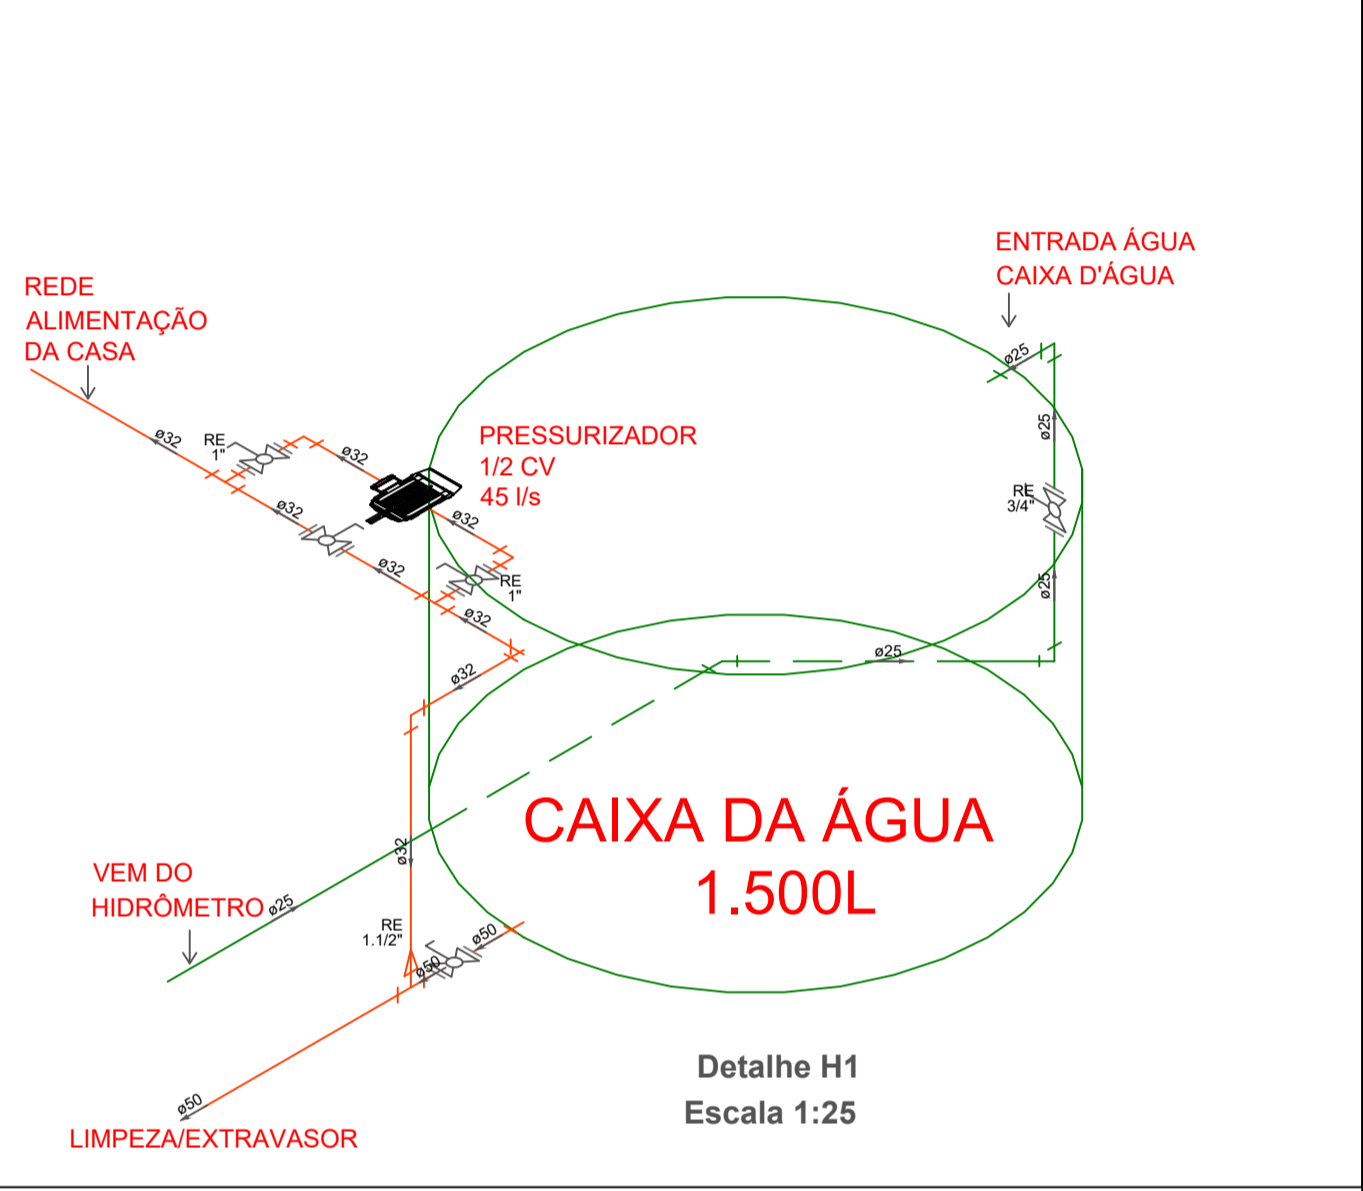 ENTRADA ÁGUA
CAIXA D'ÁGUA
REDE
ALIMENTAÇÃO
DA CASA
ø25
ø32
RE
1"
ø32
PRESSURIZADOR
1/2 CV
45 l/s
ø25
RE
3/4"
ø32
ø32
ø32
RE
1"
ø25
ø32
ø32
ø25
CAIXA DA ÁGUA
1.500L
ø32
VEM DO
HIDRÔMETRO
ø25
RE
1.1/2"
ø50
ø50
Detalhe H1
Escala 1:25
ø50
LIMPEZA/EXTRAVASOR